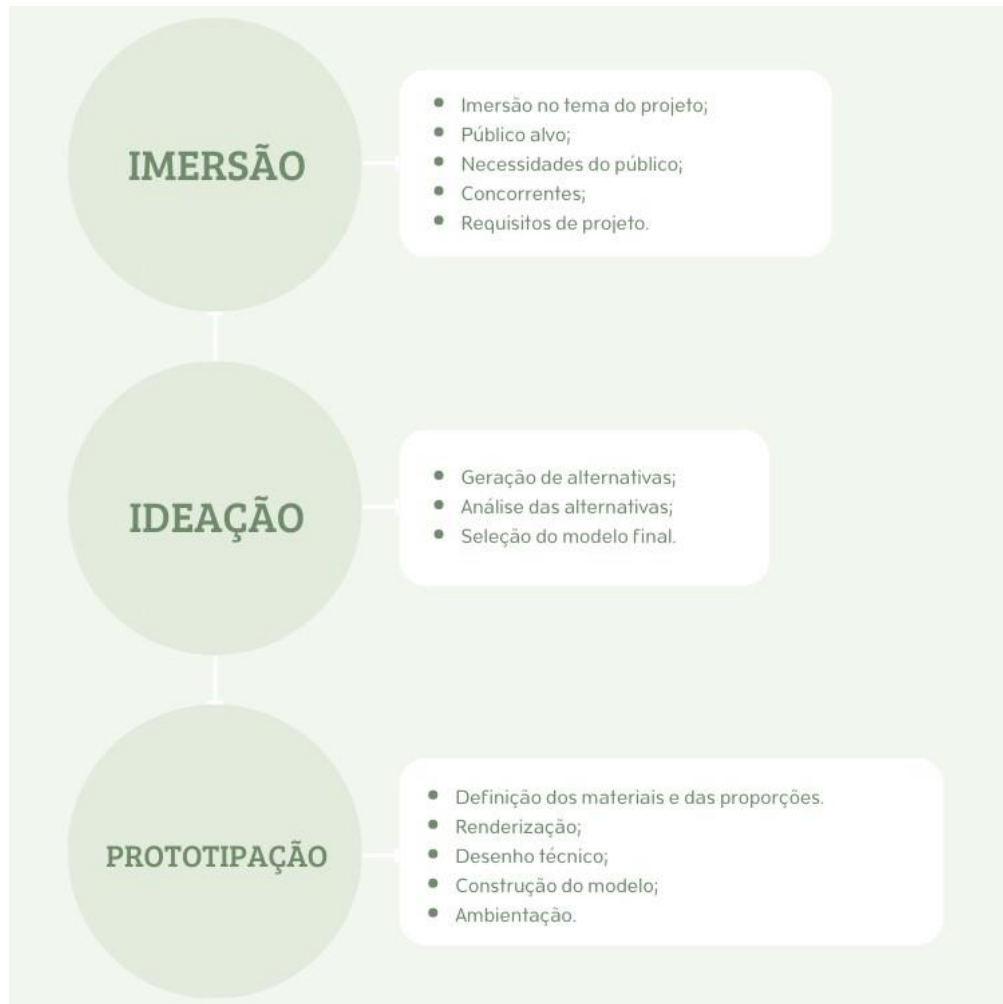 IMERSÃO
• Imersão no tema do projeto;
• Público alvo;
• Necessidades do público;
• Concorrentes;
• Requisitos de projeto.
IDEAÇÃO
• Geração de alternativas;
• Análise das alternativas;
• Seleção do modelo final.
PROTOTIPAÇÃO
• Definição dos materiais e das proporções.
• Renderização;
• Desenho técnico;
• Construção do modelo;
• Ambientação.